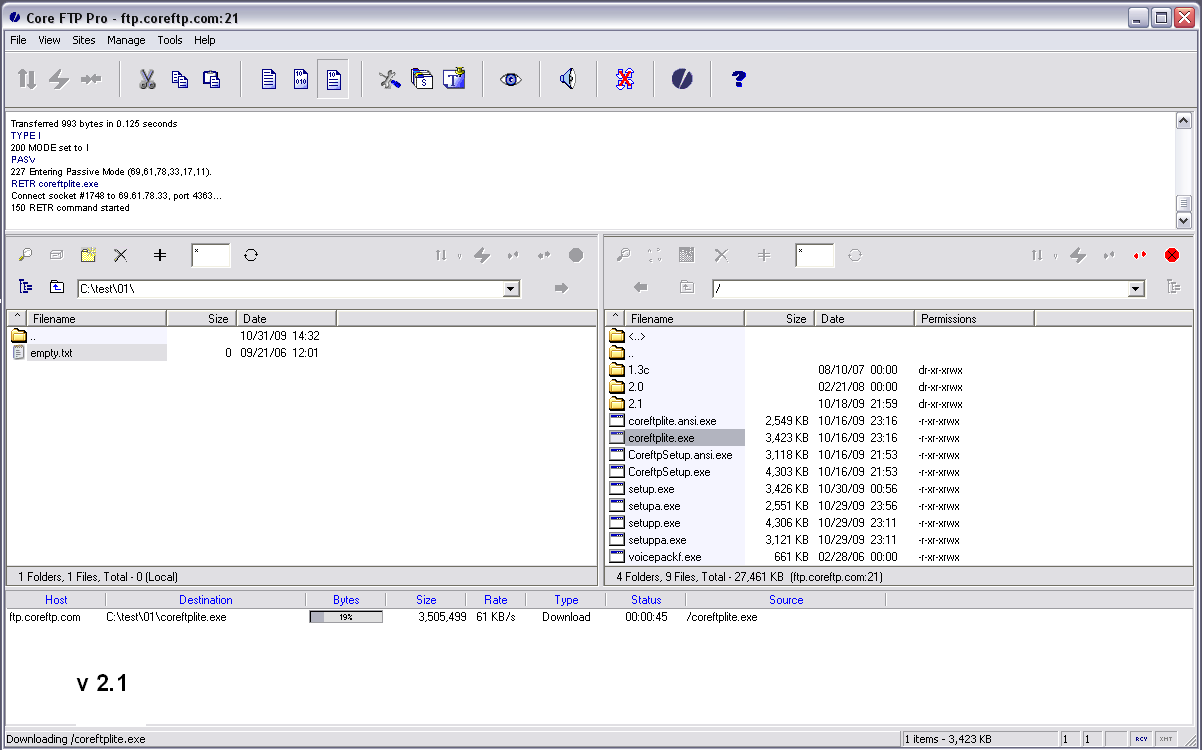 Core FTP Pro - ftp.coreftp.com:21
File View Sites Manage Tools Help
Transferred 993 bytes in 0.125 seconds
TYPE I
200 MODE set to I
PASV
227 Entering Passive Mode (69,61,78,33,17,11).
RETR coreftplite.exe
Connect socket #1748 to 69.61.78.33, port 4363...
150 RETR command started
*
C:\test\01\
^ Filename Size Date
.. 10/31/09 14:32
empty.txt 0 09/21/06 12:01
1 Folders, 1 Files, Total - 0 (Local)
*
/
^ Filename Size Date Permissions
<..>
..
1.3c 08/10/07 00:00 dr-xr-xrwx
2.0 02/21/08 00:00 dr-xr-xrwx
2.1 10/18/09 21:59 dr-xr-xrwx
coreftplite.ansi.exe 2,549 KB 10/16/09 23:16 -r-xr-xrwx
coreftplite.exe 3,423 KB 10/16/09 23:16 -r-xr-xrwx
CoreftpSetup.ansi.exe 3,118 KB 10/16/09 21:53 -r-xr-xrwx
CoreftpSetup.exe 4,303 KB 10/16/09 21:53 -r-xr-xrwx
setup.exe 3,426 KB 10/30/09 00:56 -r-xr-xrwx
setupa.exe 2,551 KB 10/29/09 23:56 -r-xr-xrwx
setupp.exe 4,306 KB 10/29/09 23:11 -r-xr-xrwx
setuppa.exe 3,121 KB 10/29/09 23:11 -r-xr-xrwx
voicepackf.exe 661 KB 02/28/06 00:00 -r-xr-xrwx
4 Folders, 9 Files, Total - 27,461 KB (ftp.coreftp.com:21)
Host Destination Bytes Size Rate Type Status Source
ftp.coreftp.com C:\test\01\coreftplite.exe 19% 3,505,499 61 KB/s Download 00:00:45 /coreftplite.exe
v 2.1
Downloading /coreftplite.exe 1 items - 3,423 KB 1 1 RCV XMT